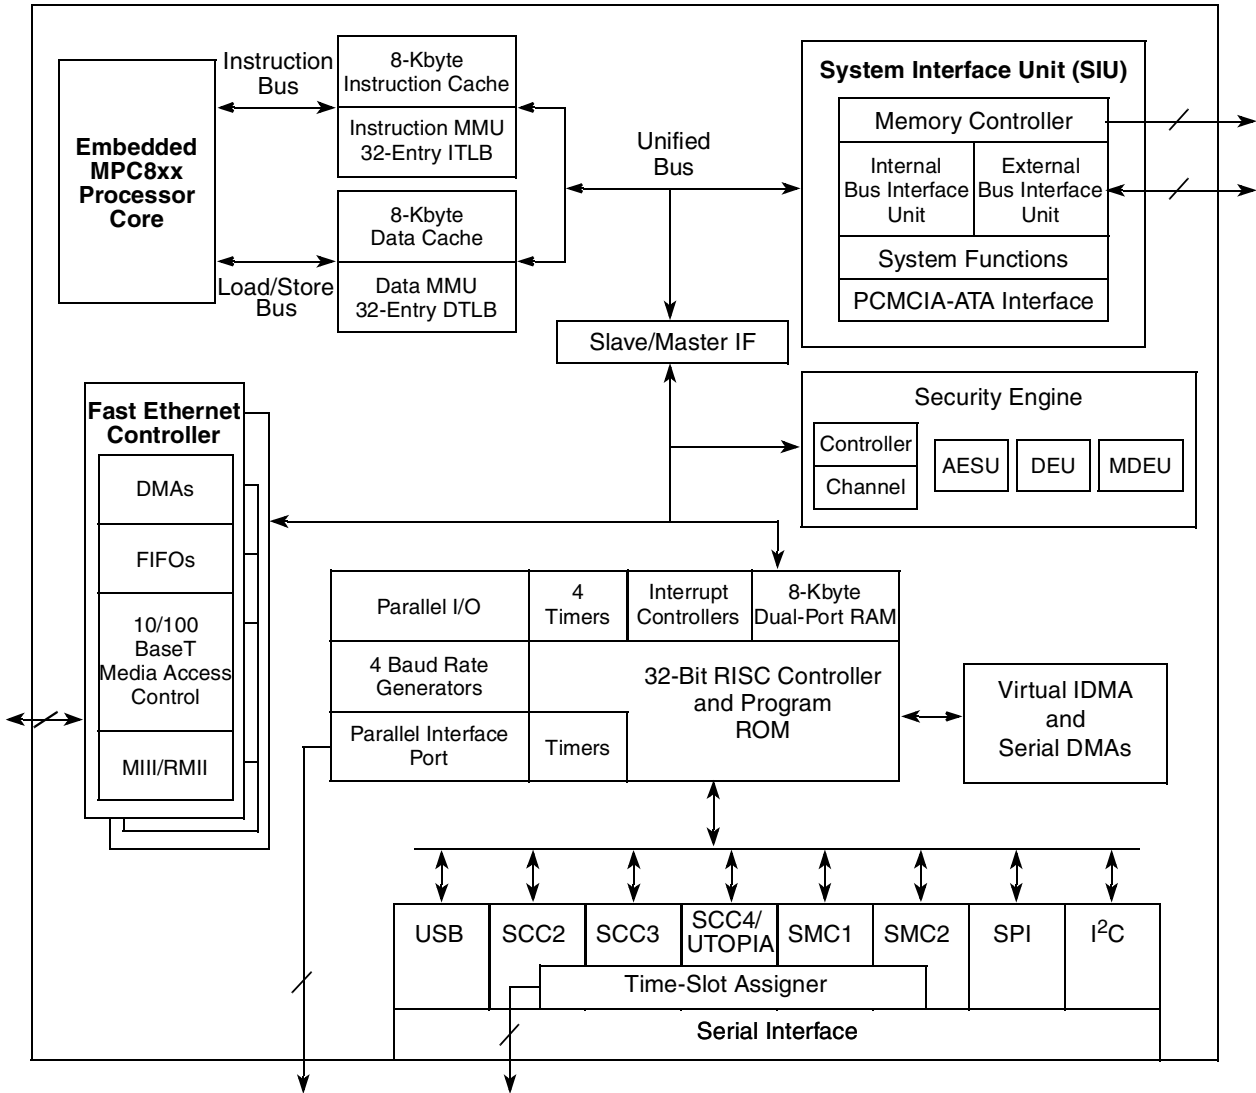 Embedded
MPC8xx
Processor
Core
Instruction
Bus
Load/Store
Bus
8-Kbyte
Instruction Cache
Instruction MMU
32-Entry ITLB
8-Kbyte
Data Cache
Data MMU
32-Entry DTLB
Unified
Bus
System Interface Unit (SIU)
Memory Controller
Internal
Bus Interface
Unit
External
Bus Interface
Unit
System Functions
PCMCIA-ATA Interface
Slave/Master IF
Security Engine
Controller
Channel
AESU
DEU
MDEU
Fast Ethernet
Controller
DMAs
FIFOs
10/100
BaseT
Media Access
Control
MIII/RMII
Parallel I/O
4
Timers
Interrupt
Controllers
8-Kbyte
Dual-Port RAM
4 Baud Rate
Generators
Parallel Interface
Port
Timers
32-Bit RISC Controller
and Program
ROM
Virtual IDMA
and
Serial DMAs
USB
SCC2
SCC3
SCC4/
UTOPIA
SMC1
SMC2
SPI
I²C
Time-Slot Assigner
Serial Interface